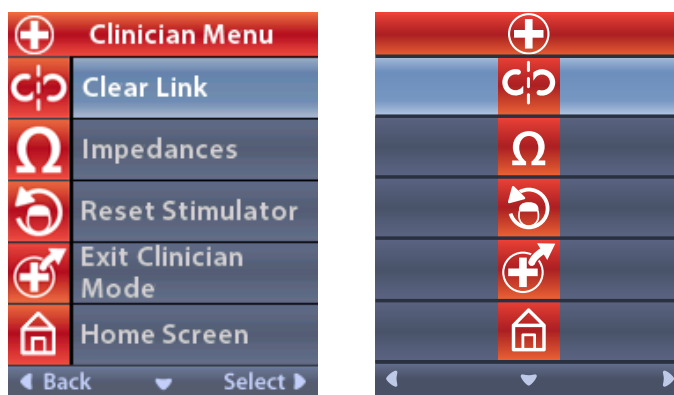 Clinician Menu
Clear Link
Impedances
Ω
Reset Stimulator
Exit Clinician
Mode
Home Screen
Back Select
Ω